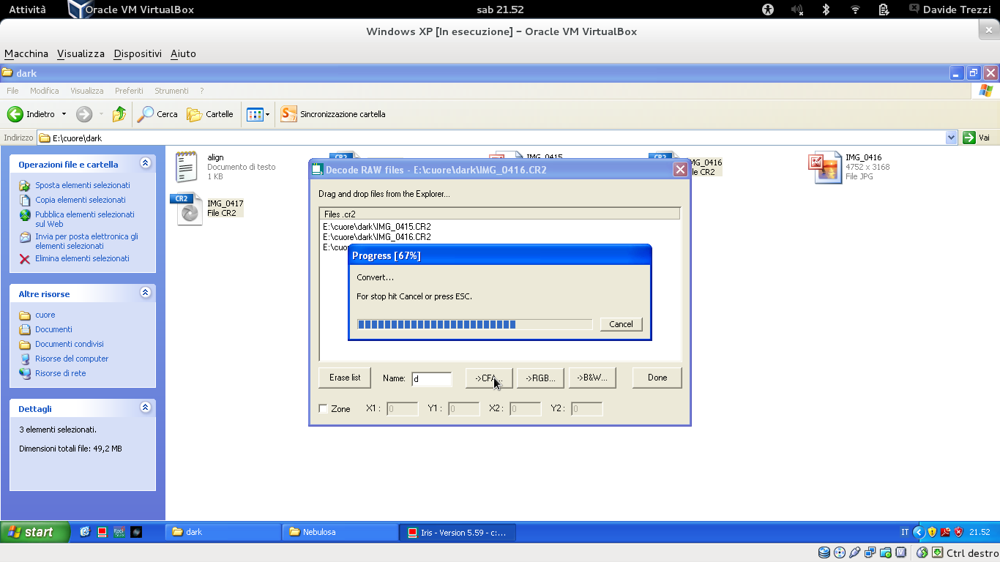 Attività Oracle VM VirtualBox sab 21.52 Davide Trezzi
Windows XP [In esecuzione] - Oracle VM VirtualBox
Macchina Visualizza Dispositivi Aiuto
dark
File Modifica Visualizza Preferiti Strumenti ?
Indietro Cerca Cartelle Sincronizzazione cartella
Indirizzo E:\cuore\dark Vai
Operazioni file e cartella
Sposta elementi selezionati
Copia elementi selezionati
Pubblica elementi selezionati
sul Web
Invia per posta elettronica gli
elementi selezionati
Elimina elementi selezionati
Altre risorse
cuore
Documenti
Documenti condivisi
Risorse del computer
Risorse di rete
Dettagli
3 elementi selezionati.
Dimensioni totali file: 49,2 MB
align
Documento di testo
1 KB
CR2
IMG_0415
CR2
IMG_0416
File CR2
IMG_0416
4752 x 3168
File JPG
CR2
IMG_0417
File CR2
Decode RAW files - E:\cuore\dark\IMG_0416.CR2
Drag and drop files from the Explorer...
Files .cr2
E:\cuore\dark\IMG_0415.CR2
E:\cuore\dark\IMG_0416.CR2
Progress [67%]
Convert...
For stop hit Cancel or press ESC.
Cancel
Erase list Name: d ->CFA... ->RGB... ->B&W... Done
Zone X1 : 0 Y1 : 0 X2 : 0 Y2 : 0
start dark Nebulosa Iris - Version 5.59 - c:... IT 21.52
Ctrl destro